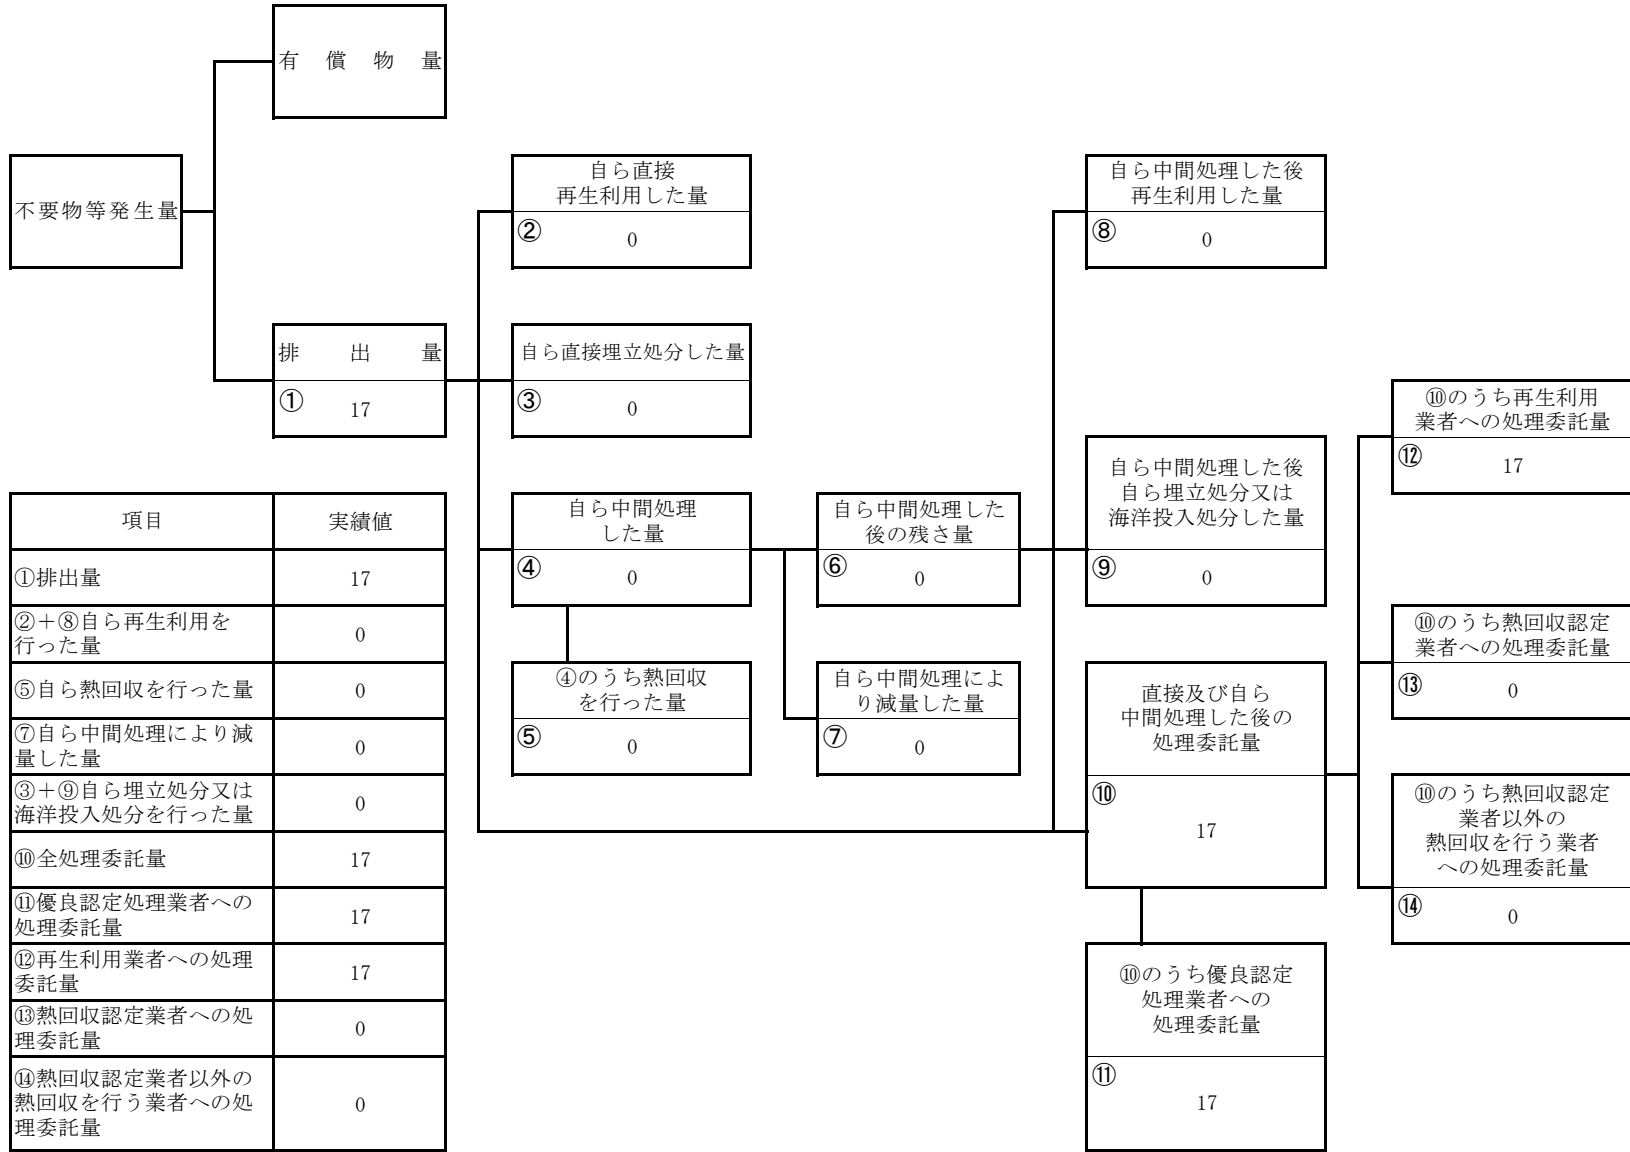 有償物量
不要物等発生量
排出量
①
17
自ら直接
再生利用した量
②
0
自ら直接埋立処分した量
③
0
自ら中間処理
した量
④
0
④のうち熱回収
を行った量
⑤
0
自ら中間処理した
後の残さ量
⑥
0
自ら中間処理によ
り減量した量
⑦
0
自ら中間処理した後
再生利用した量
⑧
0
自ら中間処理した後
自ら埋立処分又は
海洋投入処分した量
⑨
0
直接及び自ら
中間処理した後の
処理委託量
⑩
17
⑩のうち優良認定
処理業者への
処理委託量
⑪
17
⑩のうち再生利用
業者への処理委託量
⑫
17
⑩のうち熱回収認定
業者への処理委託量
⑬
0
⑩のうち熱回収認定
業者以外の
熱回収を行う業者
への処理委託量
⑭
0
項目 実績値
①排出量 17
②＋⑧自ら再生利用を
行った量
0
⑤自ら熱回収を行った量 0
⑦自ら中間処理により減
量した量
0
③＋⑨自ら埋立処分又は
海洋投入処分を行った量
0
⑩全処理委託量 17
⑪優良認定処理業者への
処理委託量
17
⑫再生利用業者への処理
委託量
17
⑬熱回収認定業者への処
理委託量
0
⑭熱回収認定業者以外の
熱回収を行う業者への処
理委託量
0